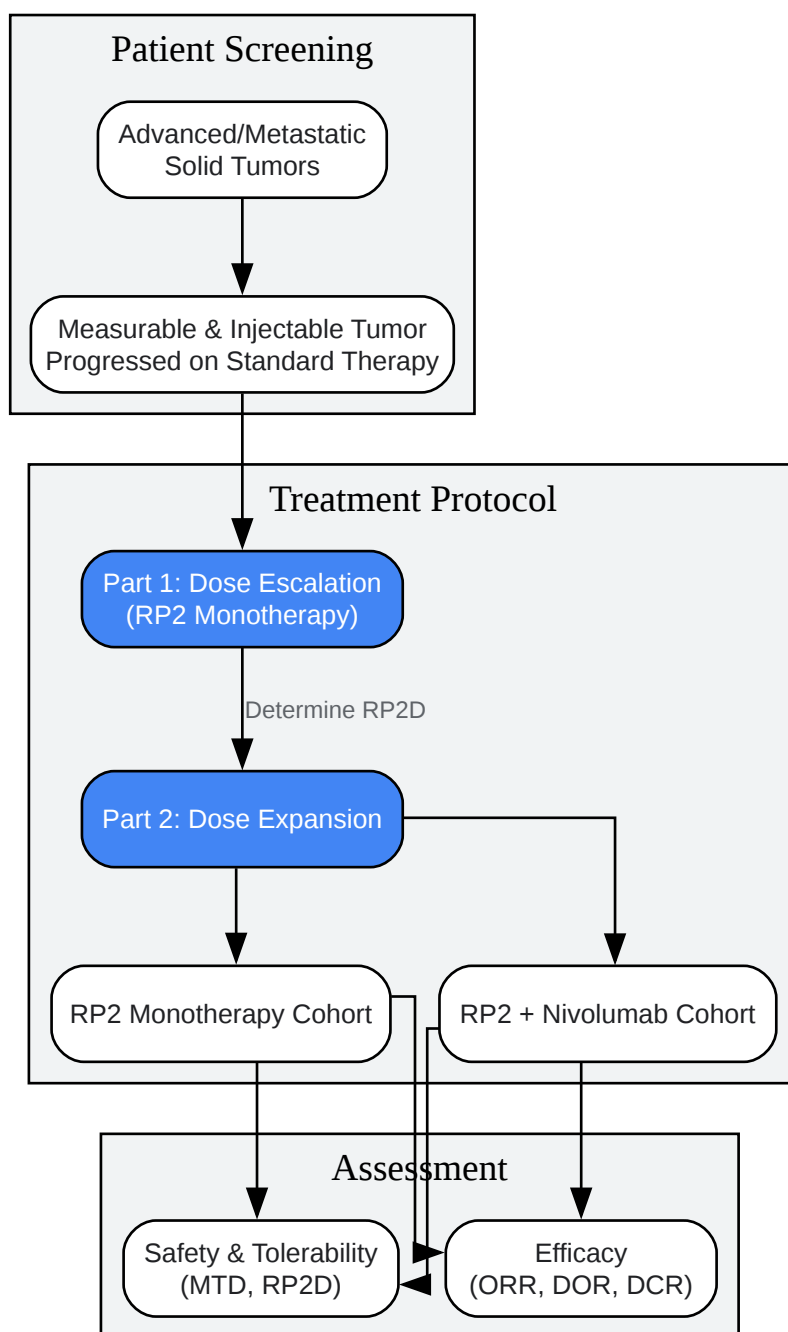 Patient Screening
Advanced/Metastatic
Solid Tumors
Measurable & Injectable Tumor
Progressed on Standard Therapy
Treatment Protocol
Part 1: Dose Escalation
(RP2 Monotherapy)
Determine RP2D
Part 2: Dose Expansion
RP2 Monotherapy Cohort
RP2 + Nivolumab Cohort
Assessment
Safety & Tolerability
(MTD, RP2D)
Efficacy
(ORR, DOR, DCR)